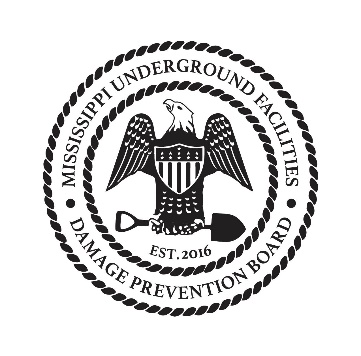 MISSISSIPPI UNDERGROUND FACILITIES
DAMAGE PREVENTION BOARD
EST. 2016